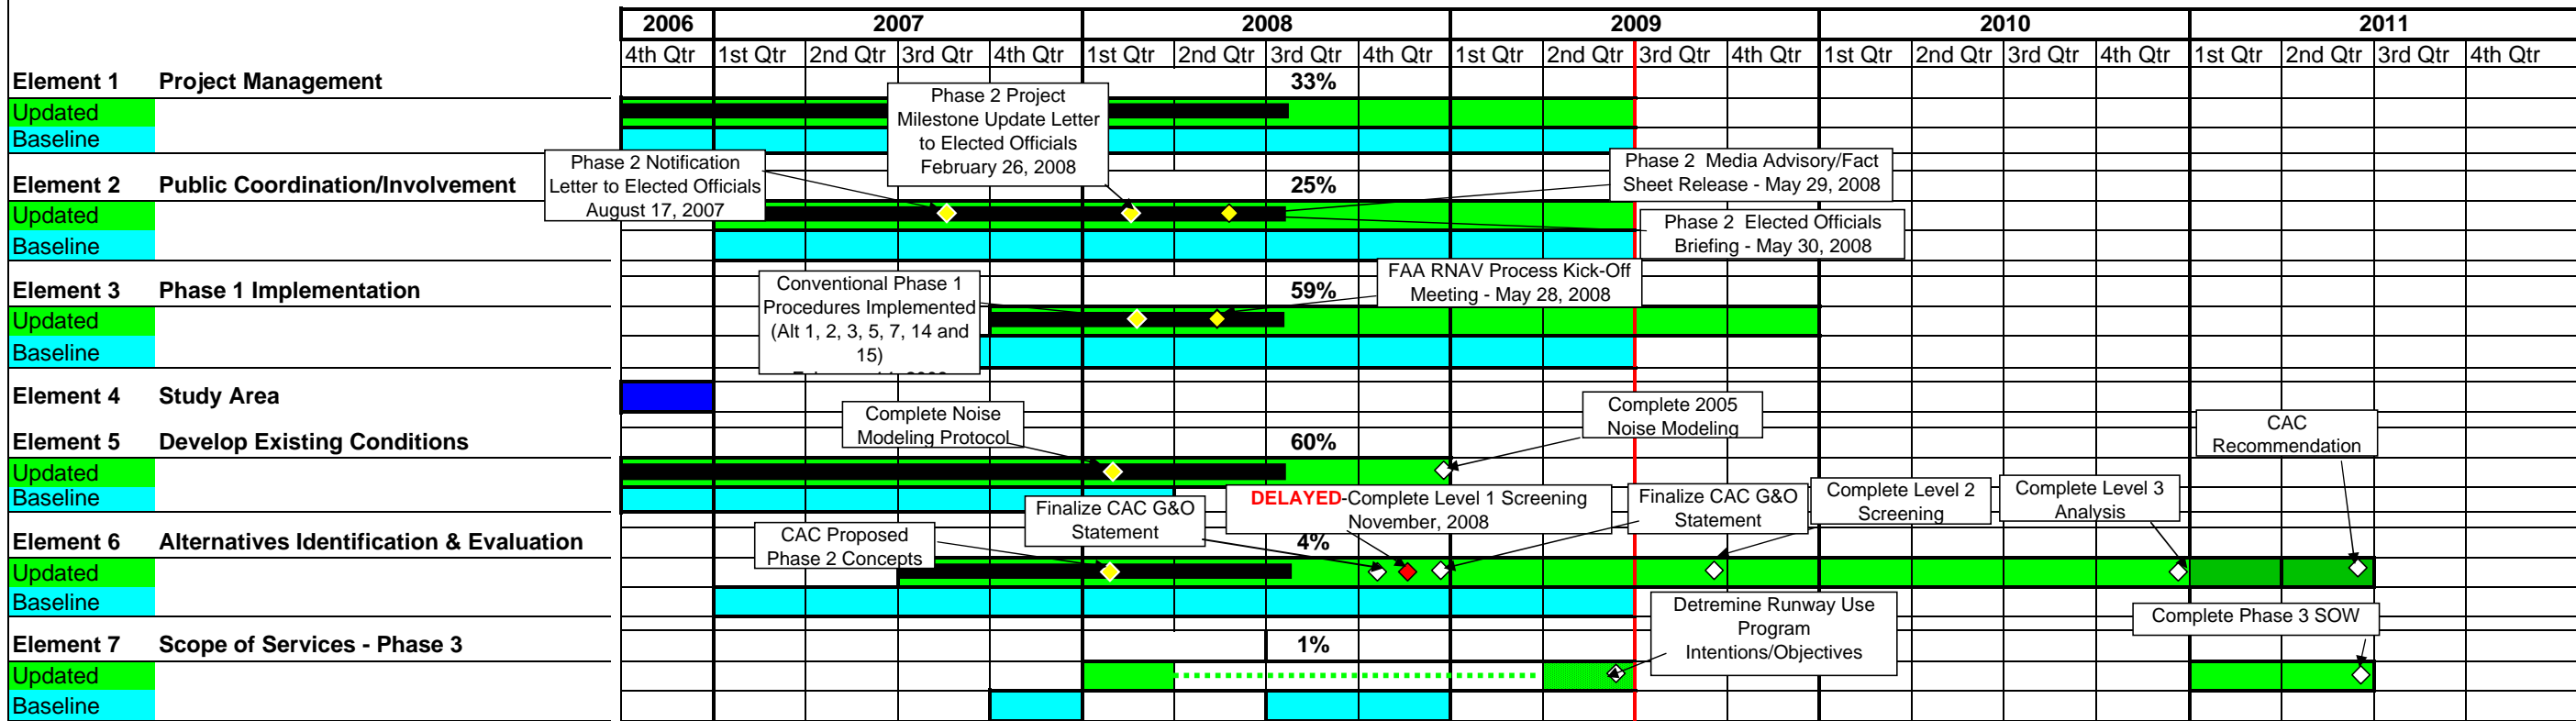 2006 2007 2008 2009 2010 2011
4th Qtr 1st Qtr 2nd Qtr 3rd Qtr 4th Qtr 1st Qtr 2nd Qtr 3rd Qtr 4th Qtr 1st Qtr 2nd Qtr 3rd Qtr 4th Qtr 1st Qtr 2nd Qtr 3rd Qtr 4th Qtr 1st Qtr 2nd Qtr 3rd Qtr 4th Qtr
Element 1 Project Management 33%
Updated
Baseline
Phase 2 Project
Milestone Update Letter
to Elected Officials
February 26, 2008
Phase 2 Notification
Letter to Elected Officials
August 17, 2007
Phase 2 Media Advisory/Fact
Sheet Release - May 29, 2008
Element 2 Public Coordination/Involvement 25%
Updated
Baseline
Phase 2 Elected Officials
Briefing - May 30, 2008
Conventional Phase 1
Procedures Implemented
(Alt 1, 2, 3, 5, 7, 14 and
15)
FAA RNAV Process Kick-Off
Meeting - May 28, 2008
Element 3 Phase 1 Implementation 59%
Updated
Baseline
Element 4 Study Area
Complete Noise
Modeling Protocol
Complete 2005
Noise Modeling
CAC
Recommendation
Element 5 Develop Existing Conditions 60%
Updated
Baseline
CAC Proposed
Phase 2 Concepts
Finalize CAC G&O
Statement
DELAYED-Complete Level 1 Screening
November, 2008
Finalize CAC G&O
Statement
Complete Level 2
Screening
Complete Level 3
Analysis
Element 6 Alternatives Identification & Evaluation 4%
Updated
Baseline
Detremine Runway Use
Program
Intentions/Objectives
Complete Phase 3 SOW
Element 7 Scope of Services - Phase 3 1%
Updated
Baseline